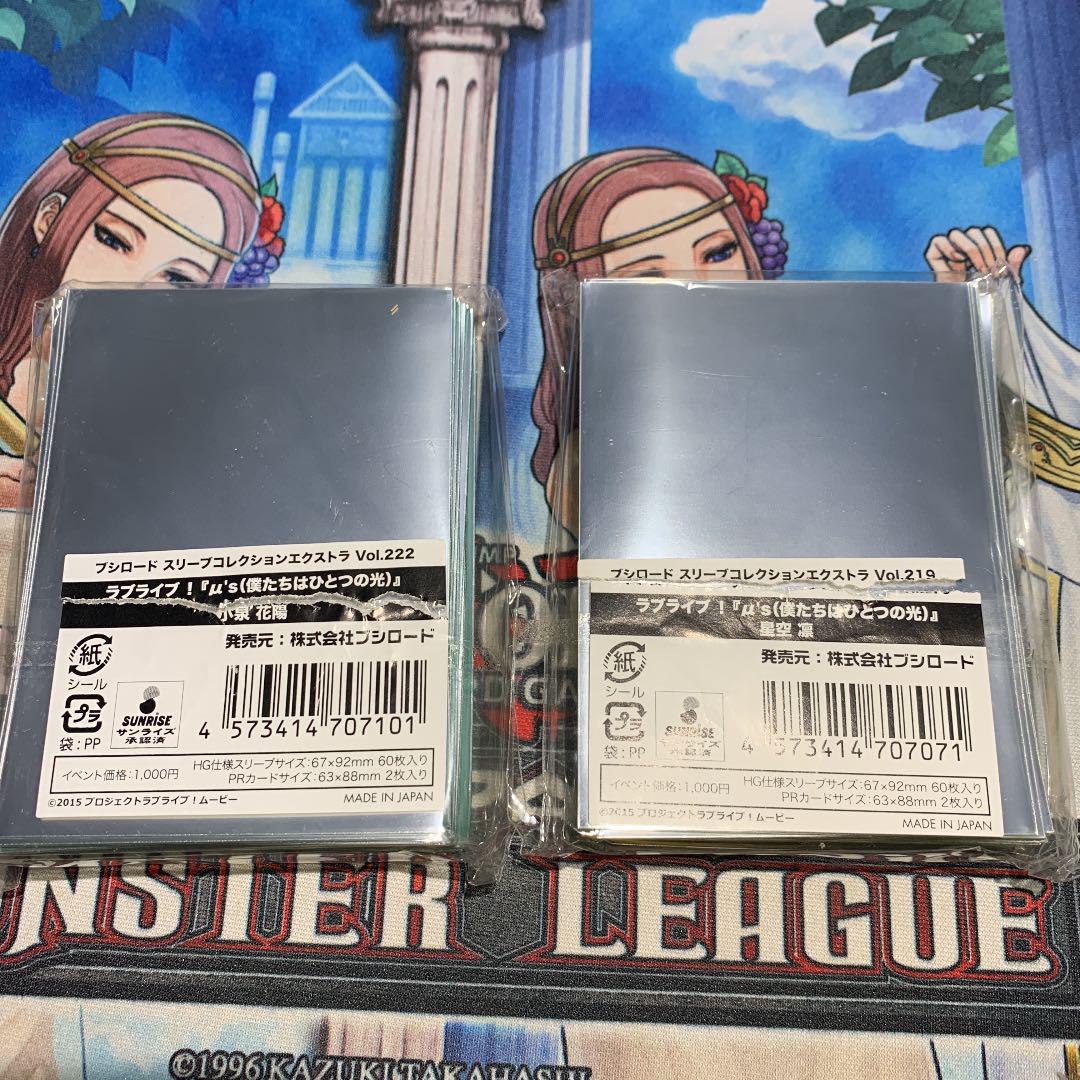 ブシロード スリーブコレクションエクストラ Vol.222
ラブライブ!『μ's(僕たちはひとつの光)』
小泉 花陽
発売元:株式会社ブシロード
紙
シール
プラ
袋:PP
SUNRISE
サンライズ
承認済
4 573414 707101
イベント価格:1,000円
HG仕様スリーブサイズ:67×92mm 60枚入り
PRカードサイズ:63×88mm 2枚入り
©2015 プロジェクトラブライブ!ムービー
MADE IN JAPAN
ブシロード スリーブコレクションエクストラ Vol.219
ラブライブ!『μ's(僕たちはひとつの光)』
星空 凛
発売元:株式会社ブシロード
紙
シール
プラ
袋:PP
SUNRISE
サンライズ
承認済
4 573414 707071
イベント価格:1,000円
HG仕様スリーブサイズ:67×92mm 60枚入り
PRカードサイズ:63×88mm 2枚入り
©2015 プロジェクトラブライブ!ムービー
MADE IN JAPAN
NSTER LEAGUE
©1996 KAZUKI TAKAHASHI